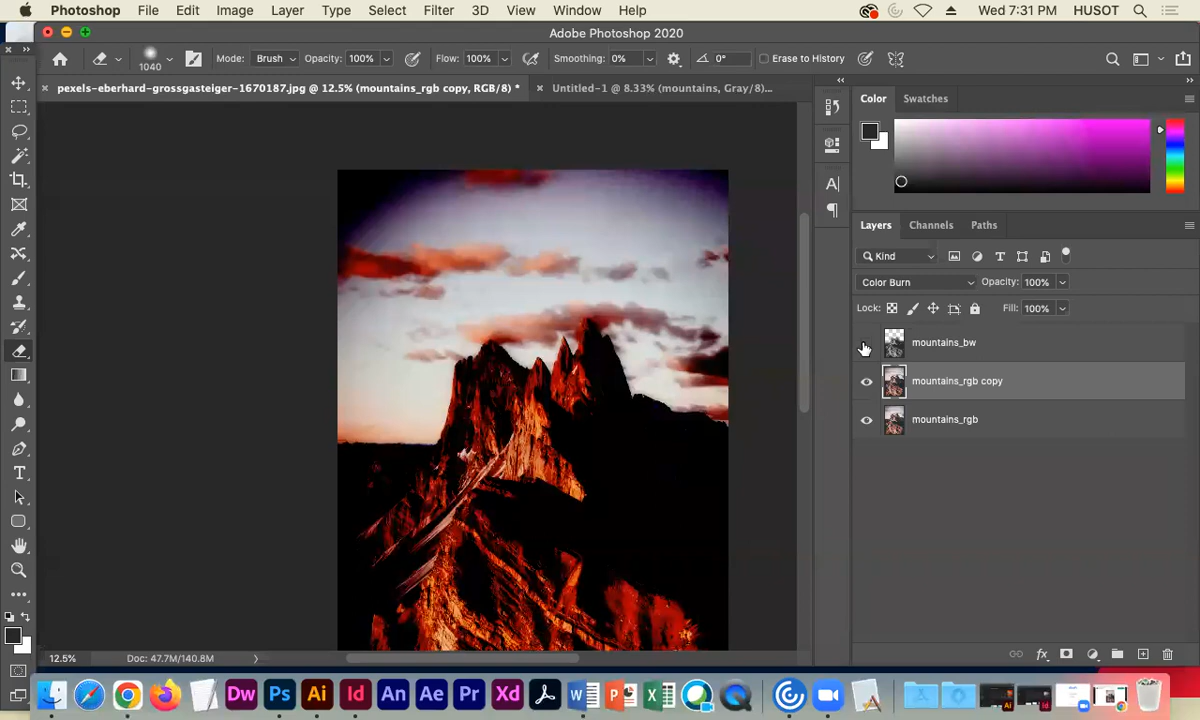 Photoshop File Edit Image Layer Type Select Filter 3D View Window Help Wed 7:31 PM HUSOT
Adobe Photoshop 2020
1040 Mode: Brush Opacity: 100% Flow: 100% Smoothing: 0% 0° Erase to History
pexels-eberhard-grossgasteiger-1670187.jpg @ 12.5% (mountains_rgb copy, RGB/8) * Untitled-1 @ 8.33% (mountains, Gray/8)...
Color Swatches
Layers Channels Paths
Kind
Color Burn Opacity: 100%
Lock: Fill: 100%
mountains_bw
mountains_rgb copy
mountains_rgb
12.5% Doc: 47.7M/140.8M
Dw Ps Ai Id An Ae Pr Xd